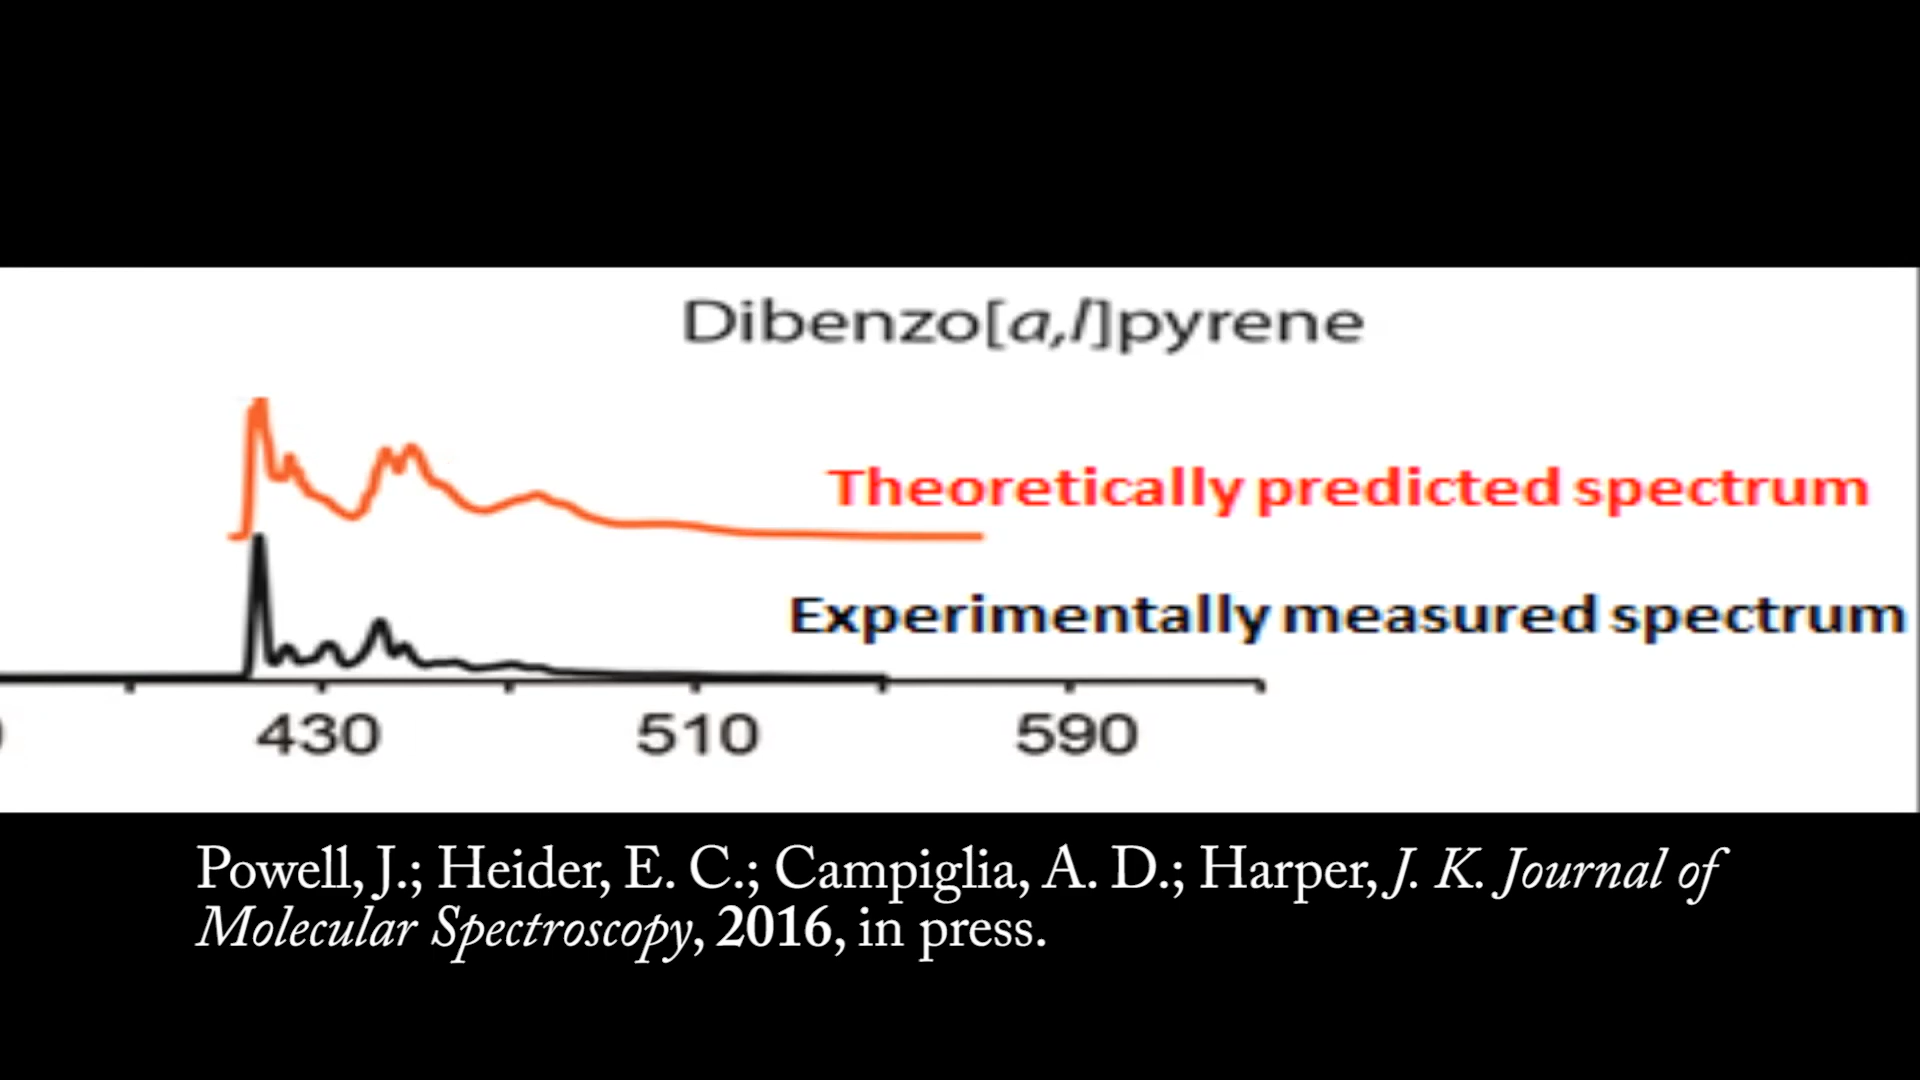 Dibenzo[a,l]pyrene
Theoretically predicted spectrum
Experimentally measured spectrum
430 510 590
Powell, J.; Heider, E. C.; Campiglia, A. D.; Harper, J. K. Journal of
Molecular Spectroscopy, 2016, in press.